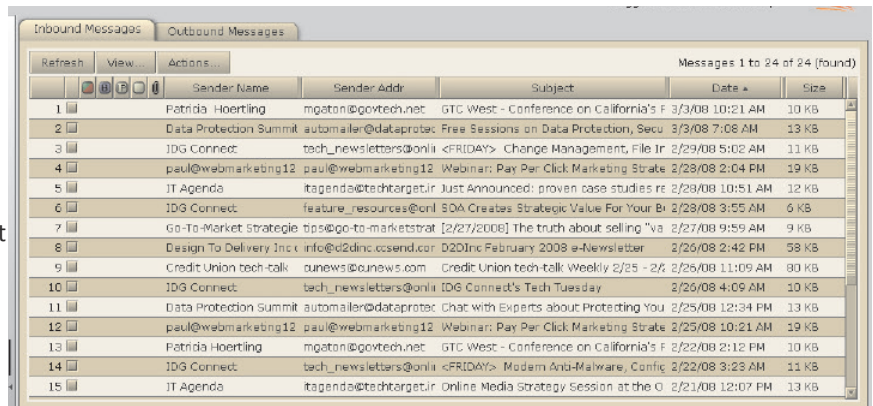 Inbound Messages Outbound Messages
Refresh View... Actions... Messages 1 to 24 of 24 (found)
Sender Name Sender Addr Subject Date Size
1 Patricia Hoertling mgaton@govtech.net GTC West - Conference on California's F 3/3/08 10:21 AM 10 KB
2 Data Protection Summit automailer@dataprotec Free Sessions on Data Protection, Secu 3/3/08 7:08 AM 13 KB
3 IDG Connect tech_newsletters@onli <FRIDAY> Change Management, File Ir 2/29/08 5:02 AM 11 KB
4 paul@webmarketing12 paul@webmarketing12 Webinar: Pay Per Click Marketing Strate 2/28/08 2:04 PM 19 KB
5 IT Agenda itagenda@techtarget.ir Just Announced: proven case studies re 2/28/08 10:51 AM 12 KB
6 IDG Connect feature_resources@onl SOA Creates Strategic Value For Your Bu 2/28/08 3:55 AM 6 KB
7 Go-To-Market Strategie tips@go-to-marketstrat [2/27/2008] The truth about selling "va 2/27/08 9:59 AM 9 KB
8 Design To Delivery Inc c info@d2dinc.ccsend.cor D2DInc February 2008 e-Newsletter 2/26/08 2:42 PM 58 KB
9 Credit Union tech-talk cunews@cunews.com Credit Union tech-talk Weekly 2/25 - 2/2 2/26/08 11:09 AM 80 KB
10 IDG Connect tech_newsletters@onli IDG Connect's Tech Tuesday 2/26/08 4:09 AM 10 KB
11 Data Protection Summit automailer@dataprotec Chat with Experts about Protecting You 2/25/08 12:34 PM 13 KB
12 paul@webmarketing12 paul@webmarketing12 Webinar: Pay Per Click Marketing Strate 2/25/08 10:21 AM 19 KB
13 Patricia Hoertling mgaton@govtech.net GTC West - Conference on California's F 2/22/08 2:12 PM 10 KB
14 IDG Connect tech_newsletters@onli <FRIDAY> Modern Anti-Malware, Config 2/22/08 3:23 AM 11 KB
15 IT Agenda itagenda@techtarget.ir Online Media Strategy Session at the O 2/21/08 12:07 PM 13 KB